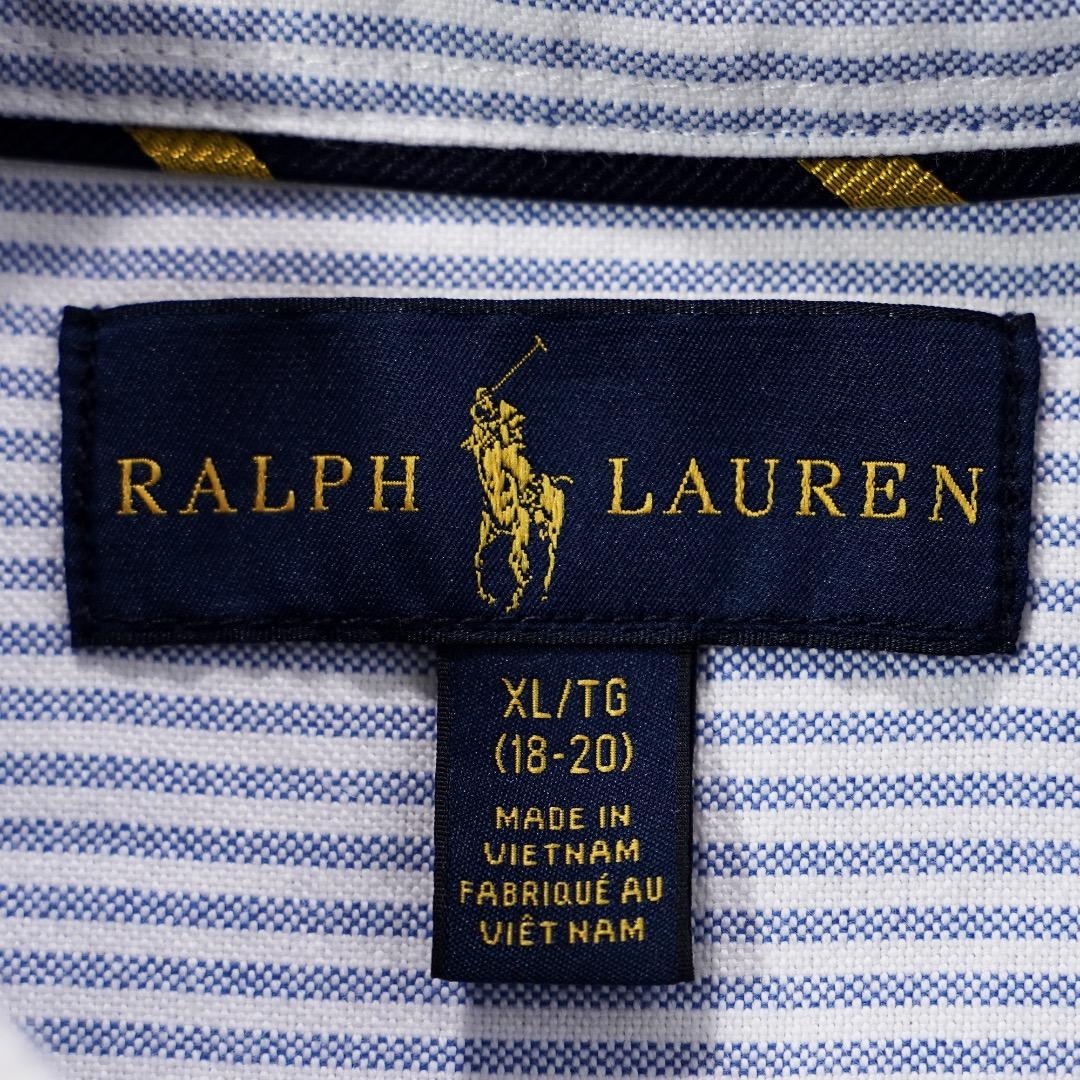 RALPH LAUREN
XL/TG
(18-20)
MADE IN
VIETNAM
FABRIQUÉ AU
VIÊT NAM